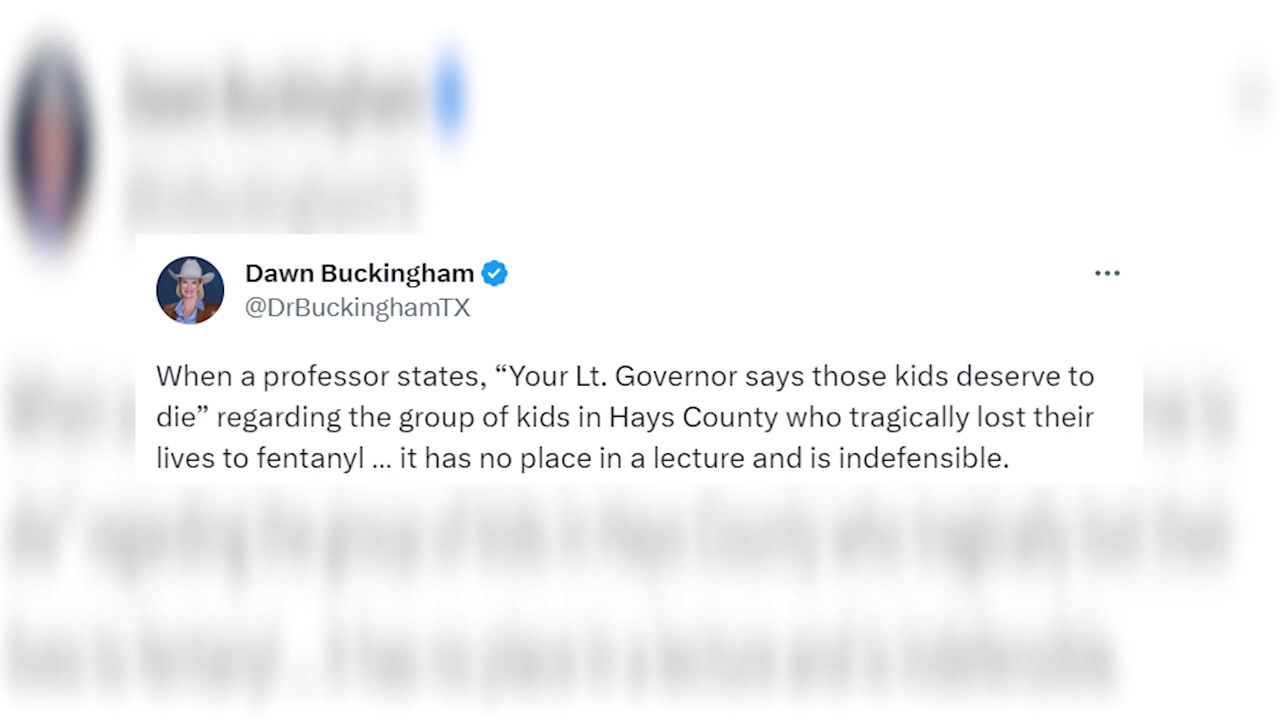 Dawn Buckingham
@DrBuckinghamTX
When a professor states, “Your Lt. Governor says those kids deserve to
die” regarding the group of kids in Hays County who tragically lost their
lives to fentanyl ... it has no place in a lecture and is indefensible.